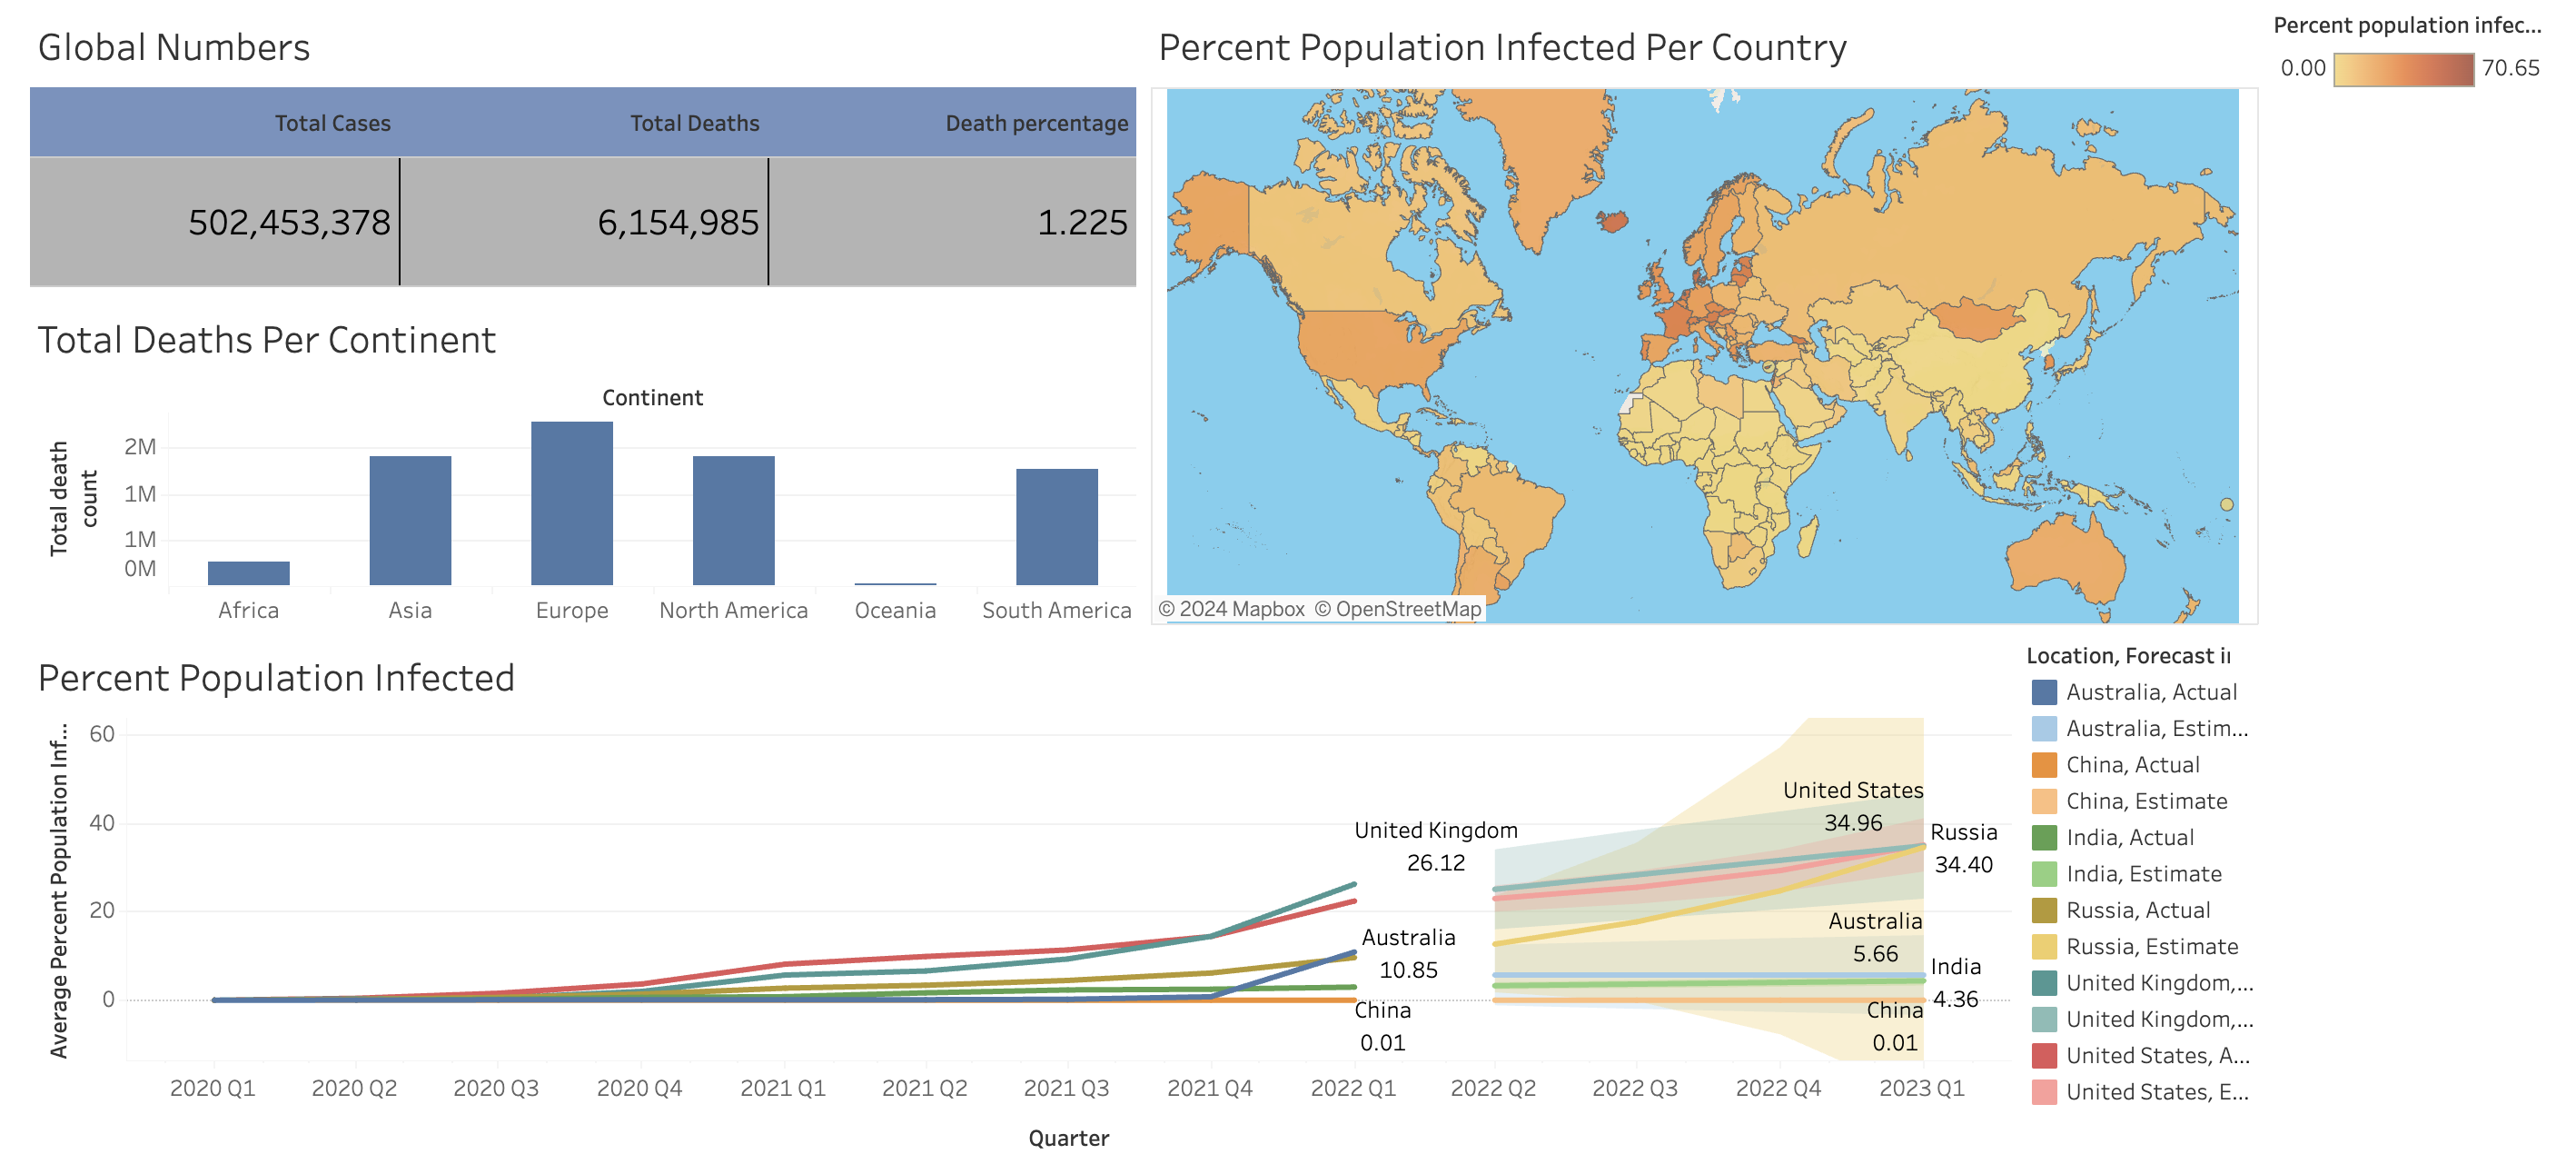 Global Numbers
Total Cases
Total Deaths
Death percentage
502,453,378
6,154,985
1.225
Total Deaths Per Continent
Continent
Total death
count
2M
1M
1M
0M
Africa
Asia
Europe
North America
Oceania
South America
Percent Population Infected Per Country
© 2024 Mapbox © OpenStreetMap
Percent population infec...
0.00
70.65
Percent Population Infected
Average Percent Population Inf...
60
40
20
0
United Kingdom
26.12
Australia
10.85
China
0.01
United States
34.96
Russia
34.40
Australia
5.66
India
4.36
China
0.01
2020 Q1
2020 Q2
2020 Q3
2020 Q4
2021 Q1
2021 Q2
2021 Q3
2021 Q4
2022 Q1
2022 Q2
2022 Q3
2022 Q4
2023 Q1
Quarter
Location, Forecast
Australia, Actual
Australia, Estim...
China, Actual
China, Estimate
India, Actual
India, Estimate
Russia, Actual
Russia, Estimate
United Kingdom,...
United Kingdom,...
United States, A...
United States, E...